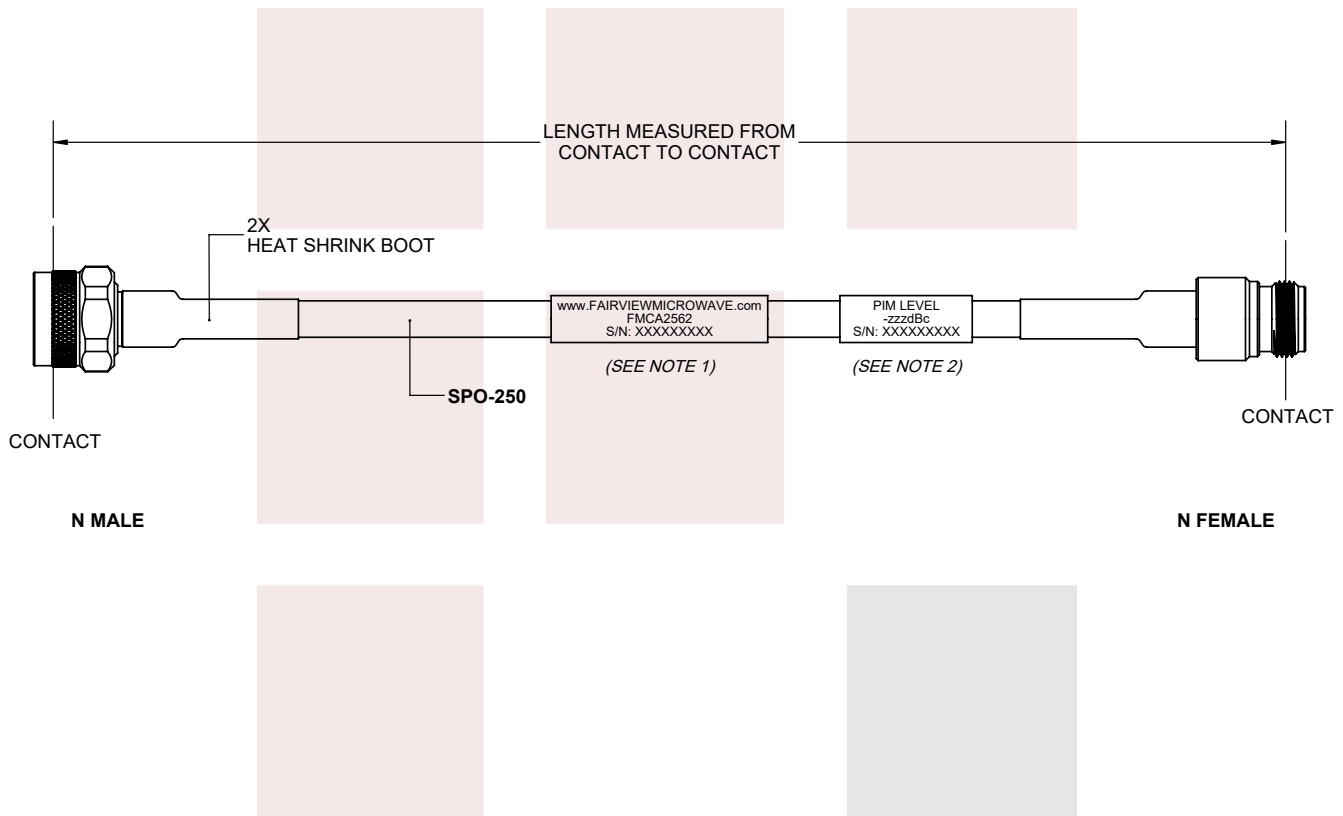 LENGTH MEASURED FROM
CONTACT TO CONTACT
2X
HEAT SHRINK BOOT
www.FAIRVIEWMICROWAVE.com
FMCA2562
S/N: XXXXXXXXX
PIM LEVEL
-zzzdBc
S/N: XXXXXXXXX
(SEE NOTE 1)
(SEE NOTE 2)
SPO-250
CONTACT
CONTACT
N MALE
N FEMALE